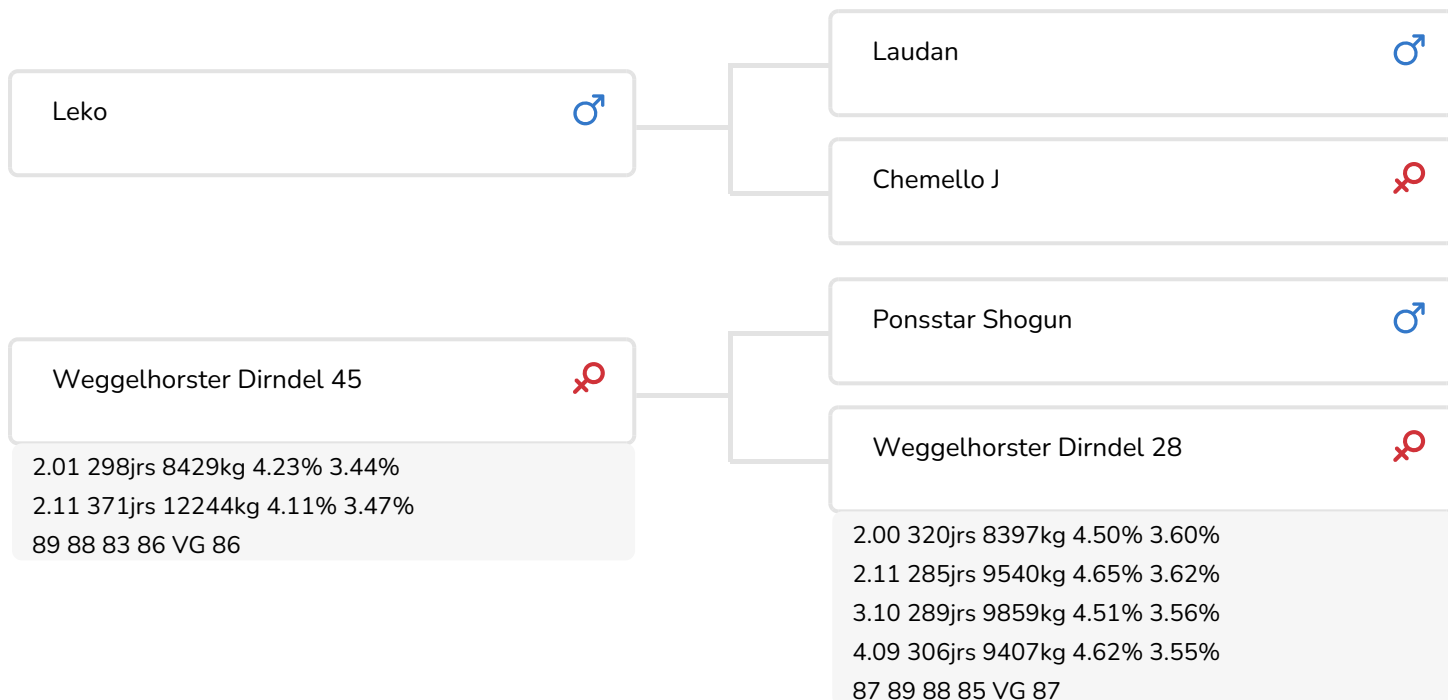 Leko
Weggelhorster Dirndel 45
2.01 298jrs 8429kg 4.23% 3.44%
2.11 371jrs 12244kg 4.11% 3.47%
89 88 83 86 VG 86
Laudan
Chemello J
Ponsstar Shogun
Weggelhorster Dirndel 28
2.00 320jrs 8397kg 4.50% 3.60%
2.11 285jrs 9540kg 4.65% 3.62%
3.10 289jrs 9859kg 4.51% 3.56%
4.09 306jrs 9407kg 4.62% 3.55%
87 89 88 85 VG 87